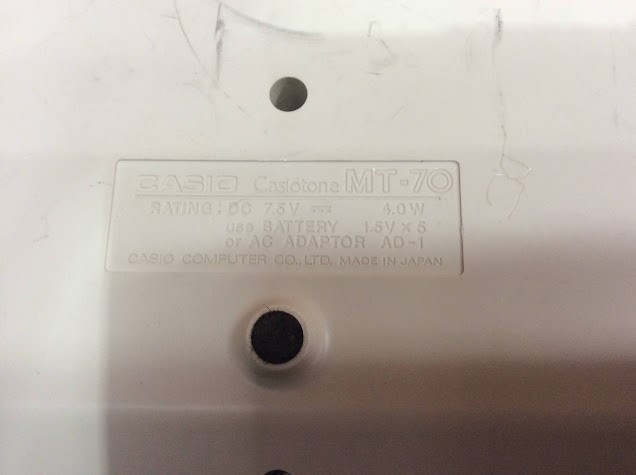 CASIO Casiotone MT-70
RATING: DC 7.5V ⎓ 4.0W
use BATTERY 1.5V × 5
or AC ADAPTOR AD-1
CASIO COMPUTER CO., LTD. MADE IN JAPAN